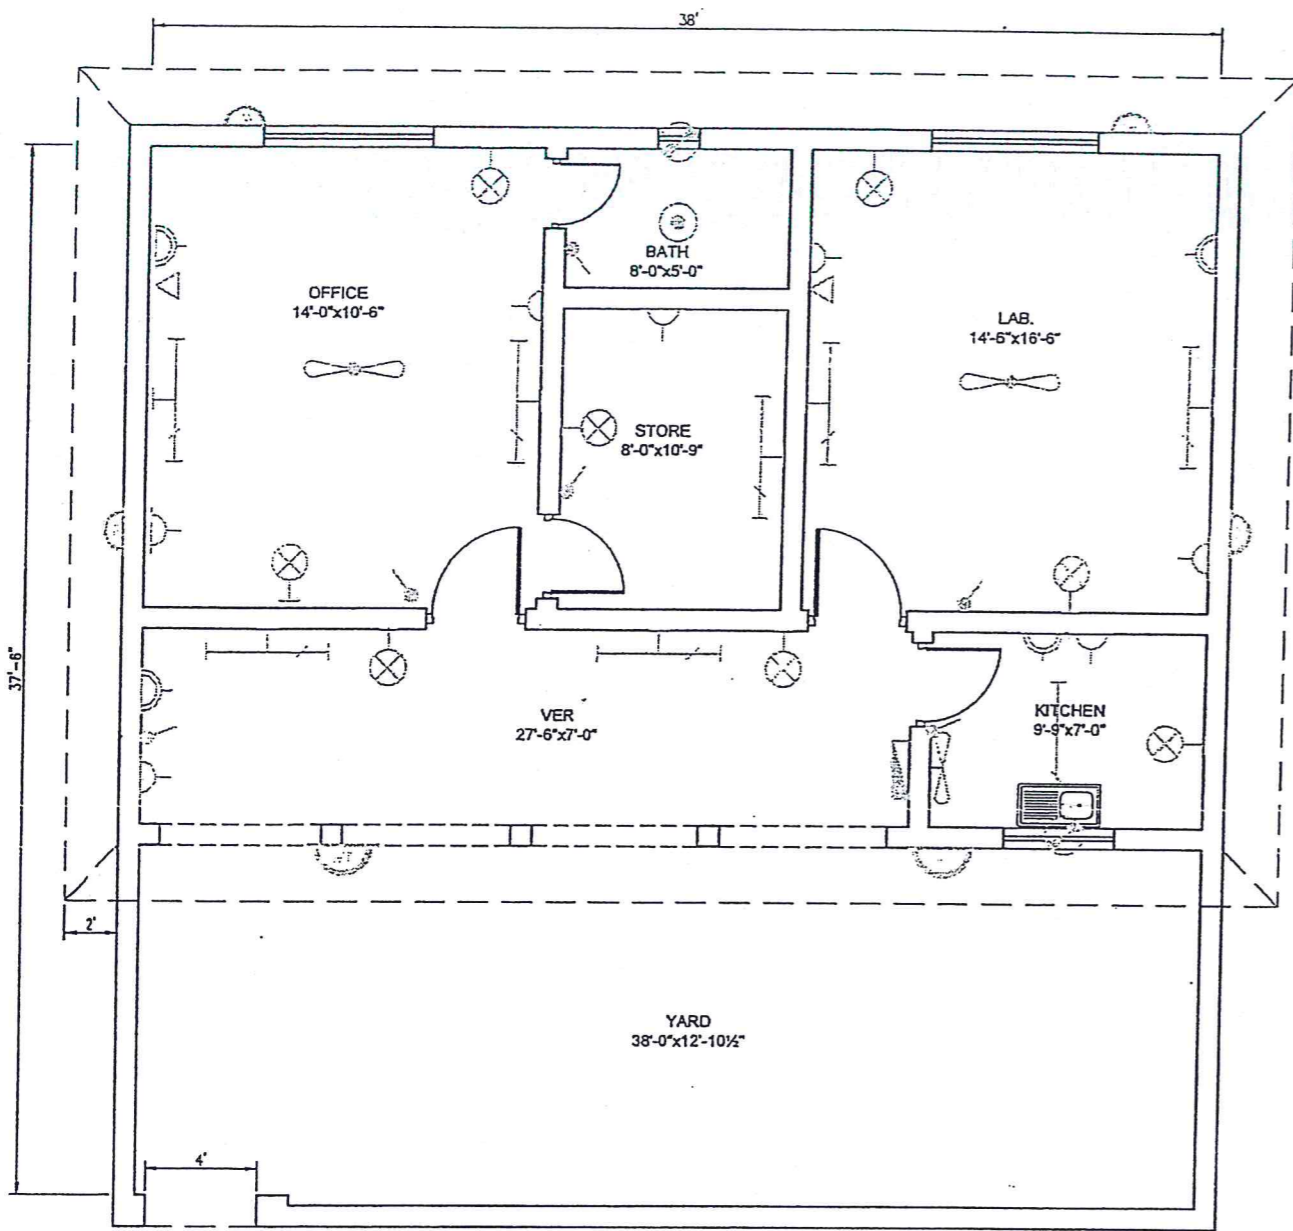 38'
OFFICE
14'-0"x10'-6"
BATH
8'-0"x5'-0"
LAB.
14'-6"x16'-6"
STORE
8'-0"x10'-9"
37'-6"
VER
27'-6"x7'-0"
KITCHEN
9'-9"x7'-0"
2'
YARD
38'-0"x12'-10½"
4'